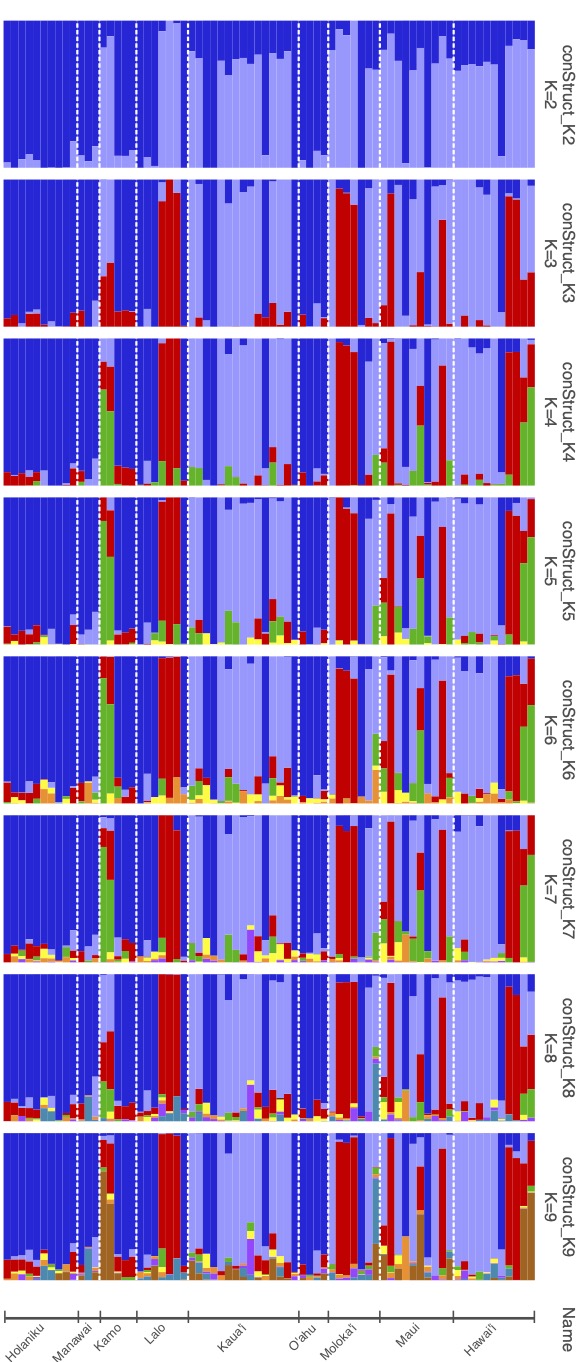 conStruct_K2
K=2
conStruct_K3
K=3
conStruct_K4
K=4
conStruct_K5
K=5
conStruct_K6
K=6
conStruct_K7
K=7
conStruct_K8
K=8
conStruct_K9
K=9
Name
Holaniku
Manawai
Kamo
Lalo
Kaua'i
O'ahu
Moloka'i
Maui
Hawai'i